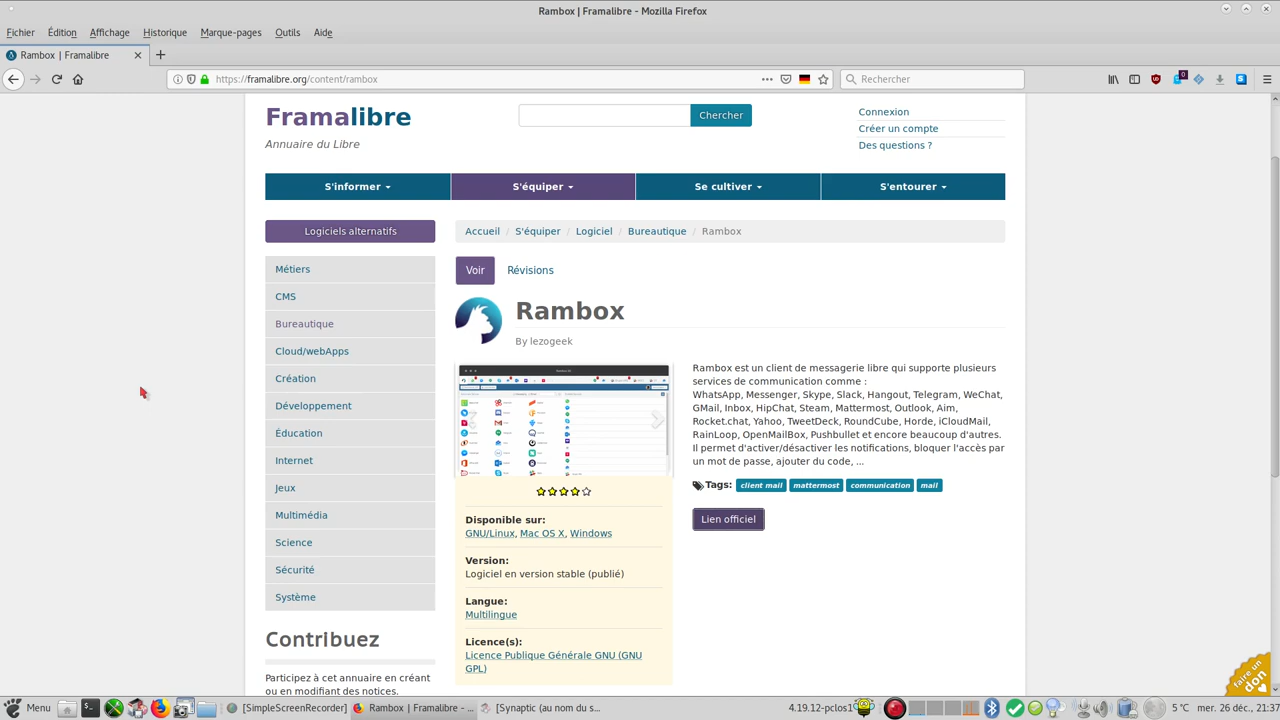 Rambox | Framalibre - Mozilla Firefox
Fichier Édition Affichage Historique Marque-pages Outils Aide
Rambox | Framalibre
https://framalibre.org/content/rambox
Rechercher
0
Framalibre
Annuaire du Libre
Chercher
Connexion
Créer un compte
Des questions ?
S'informer S'équiper Se cultiver S'entourer
Logiciels alternatifs
Métiers
CMS
Bureautique
Cloud/webApps
Création
Développement
Éducation
Internet
Jeux
Multimédia
Science
Sécurité
Système
Contribuez
Participez à cet annuaire en créant
ou en modifiant des notices.
Accueil / S'équiper / Logiciel / Bureautique / Rambox
Voir Révisions
Rambox
By lezogeek
Disponible sur:
GNU/Linux, Mac OS X, Windows
Version:
Logiciel en version stable (publié)
Langue:
Multilingue
Licence(s):
Licence Publique Générale GNU (GNU
GPL)
Rambox est un client de messagerie libre qui supporte plusieurs
services de communication comme :
WhatsApp, Messenger, Skype, Slack, Hangout, Telegram, WeChat,
GMail, Inbox, HipChat, Steam, Mattermost, Outlook, Aim,
Rocket.chat, Yahoo, TweetDeck, RoundCube, Horde, iCloudMail,
RainLoop, OpenMailBox, Pushbullet et encore beaucoup d'autres.
Il permet d'activer/désactiver les notifications, bloquer l'accès par
un mot de passe, ajouter du code, ...
Tags: client mail mattermost communication mail
Lien officiel
faire un
don
Menu [SimpleScreenRecorder] Rambox | Framalibre - ... [Synaptic (au nom du s... 4.19.12-pclos1 5 °C mer. 26 déc., 21:37